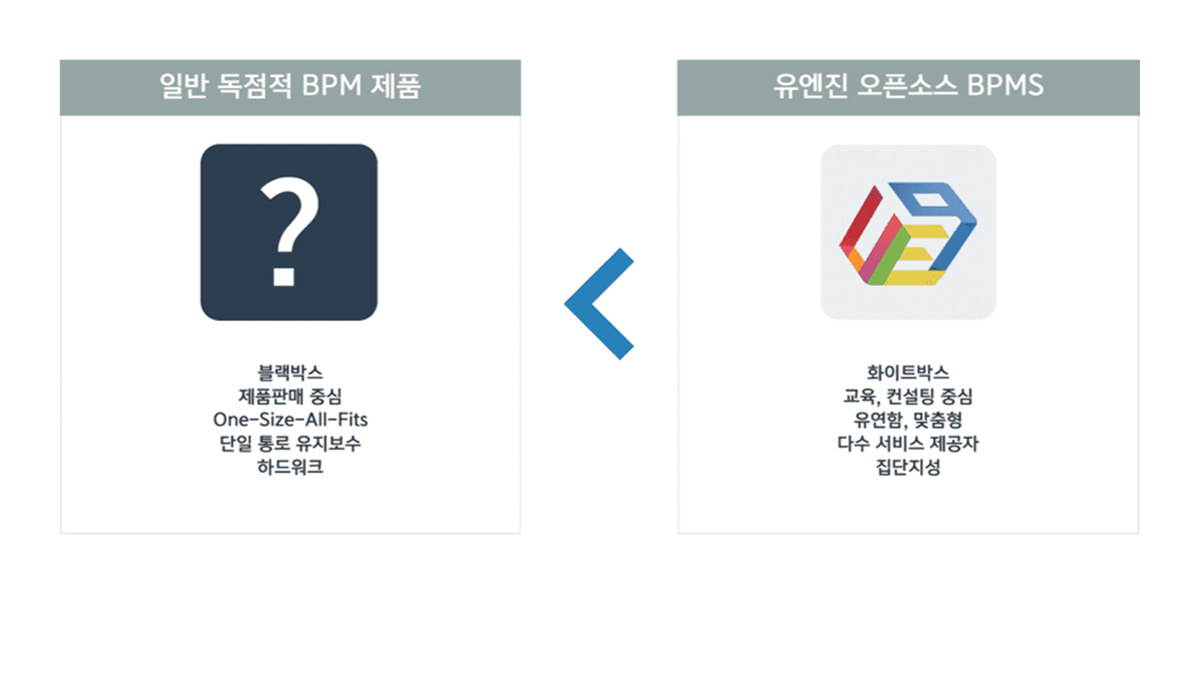 일반 독점적 BPM 제품
?
블랙박스
제품판매 중심
One-Size-All-Fits
단일 통로 유지보수
하드워크
유엔진 오픈소스 BPMS
화이트박스
교육, 컨설팅 중심
유연함, 맞춤형
다수 서비스 제공자
집단지성